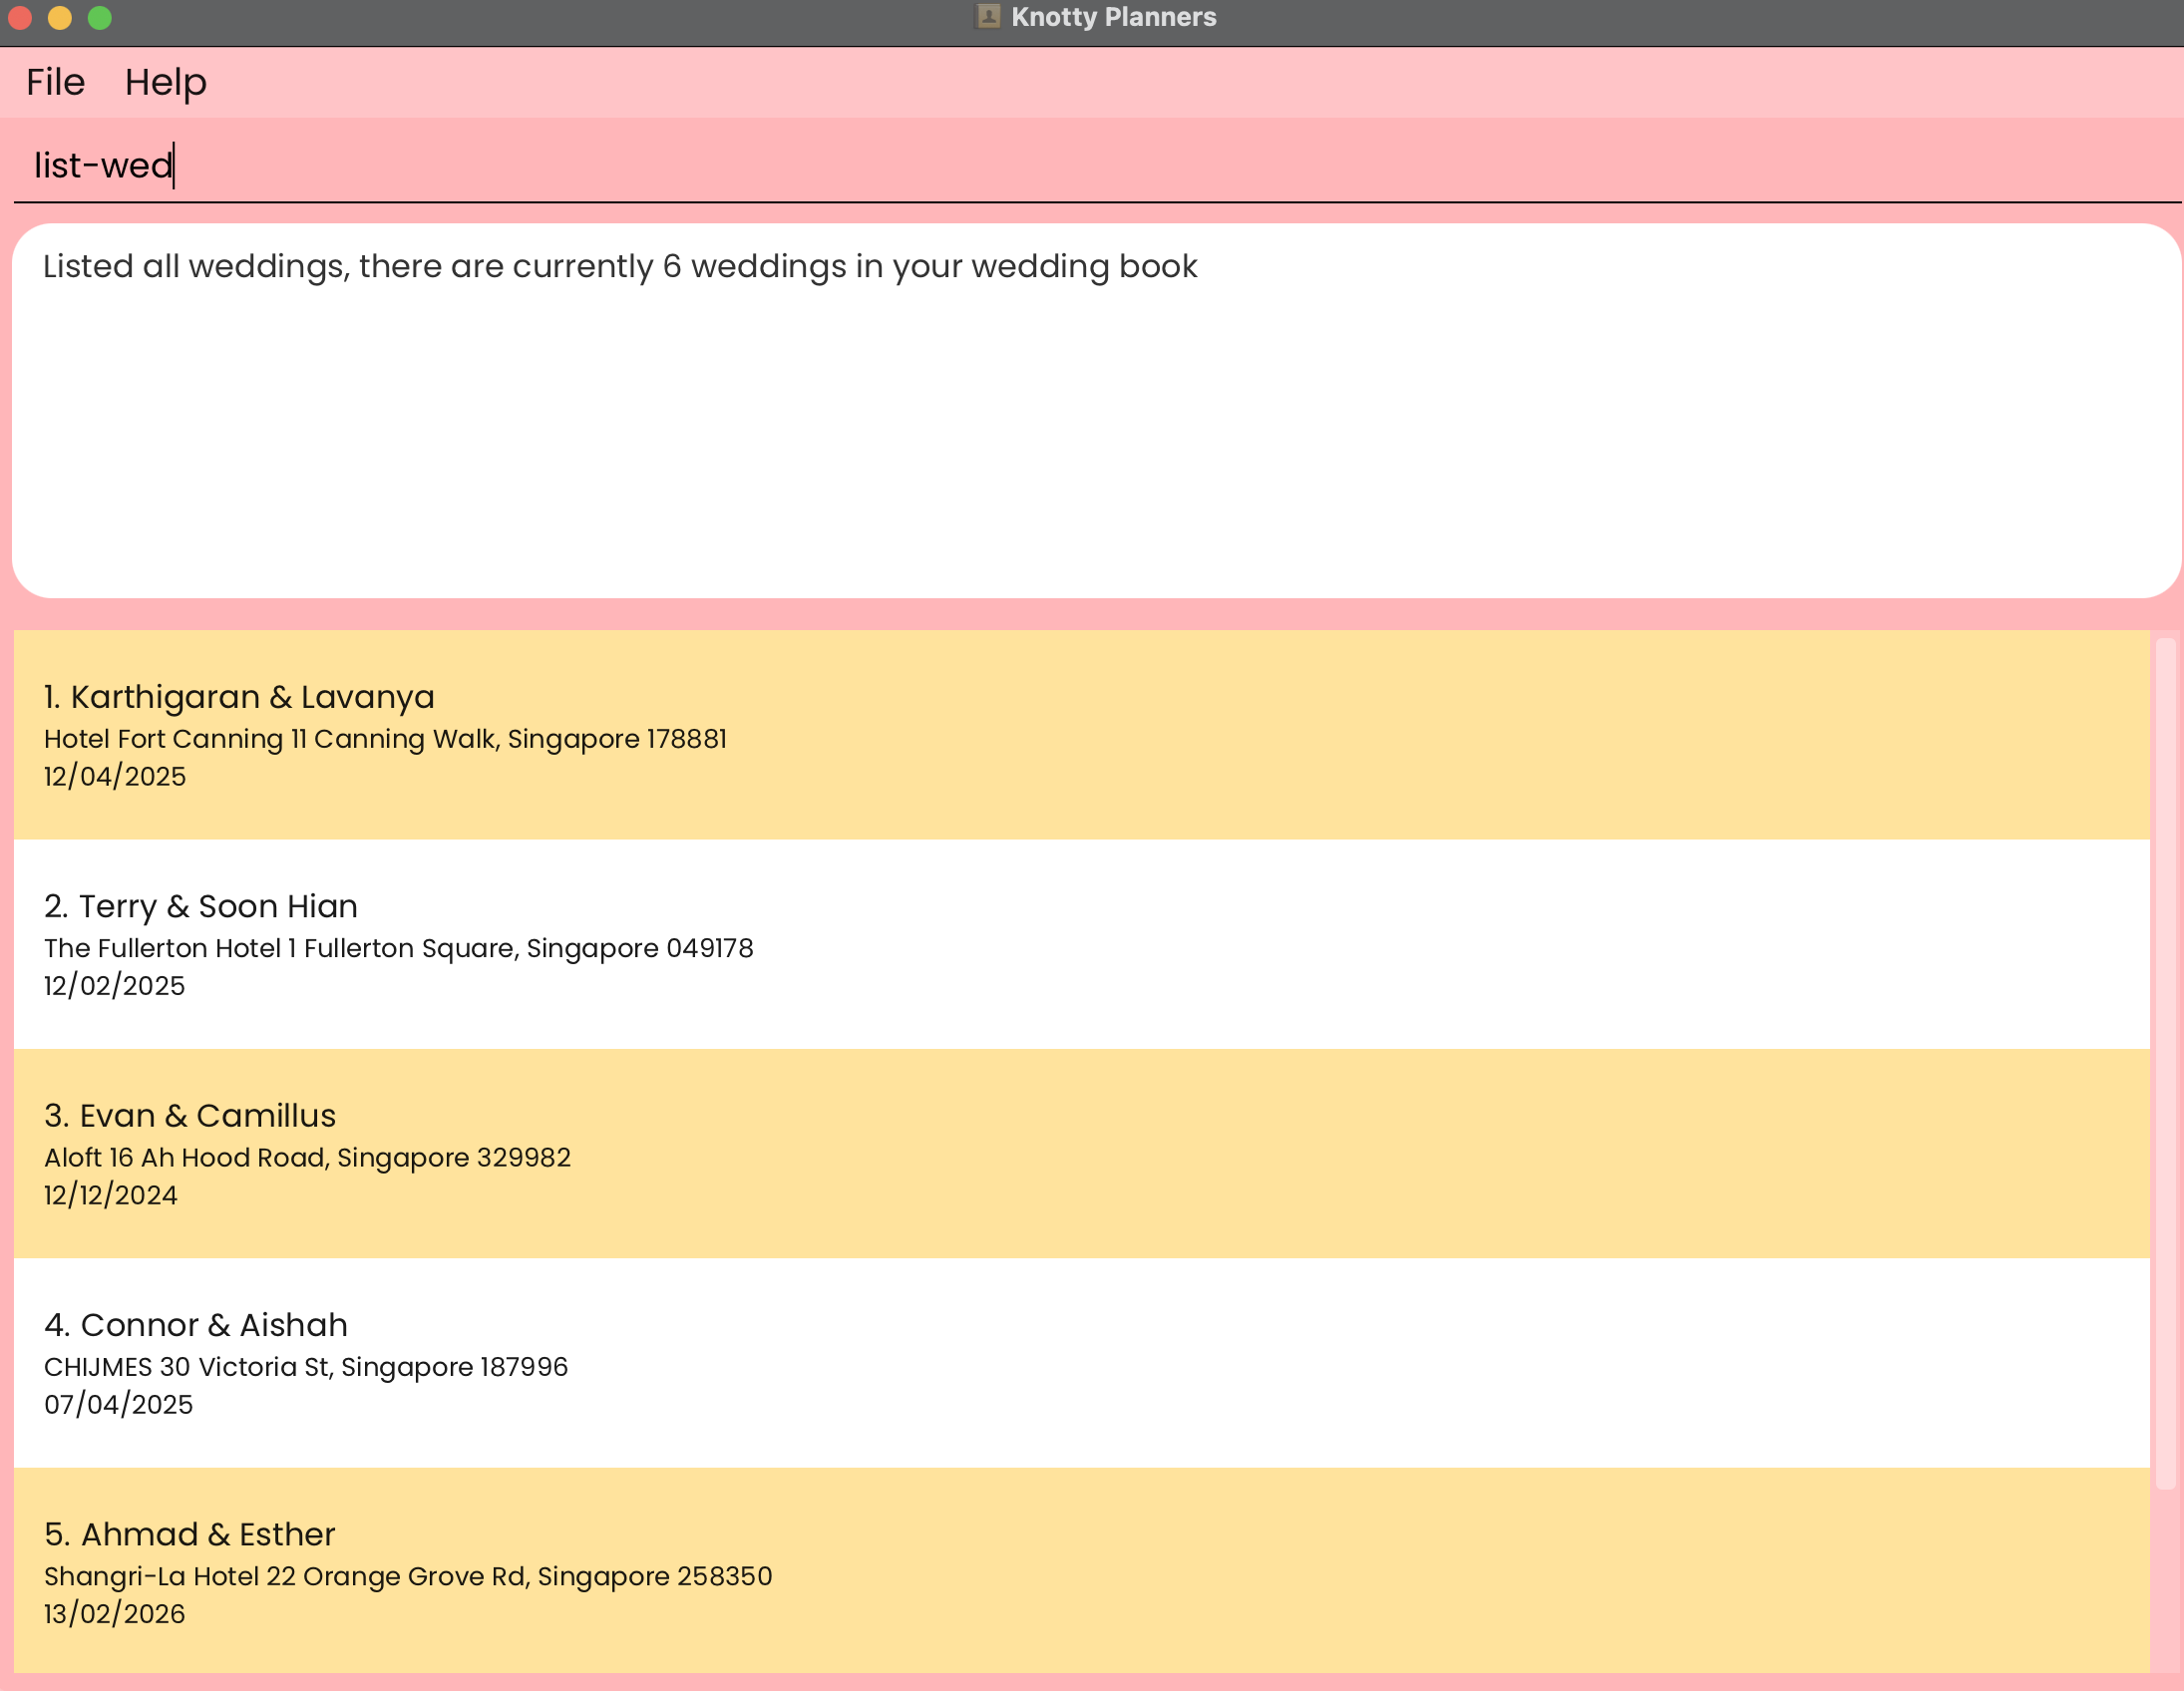 Knotty Planners
File Help
list-wed
Listed all weddings, there are currently 6 weddings in your wedding book
1. Karthigaran & Lavanya
Hotel Fort Canning 11 Canning Walk, Singapore 178881
12/04/2025
2. Terry & Soon Hian
The Fullerton Hotel 1 Fullerton Square, Singapore 049178
12/02/2025
3. Evan & Camillus
Aloft 16 Ah Hood Road, Singapore 329982
12/12/2024
4. Connor & Aishah
CHIJMES 30 Victoria St, Singapore 187996
07/04/2025
5. Ahmad & Esther
Shangri-La Hotel 22 Orange Grove Rd, Singapore 258350
13/02/2026